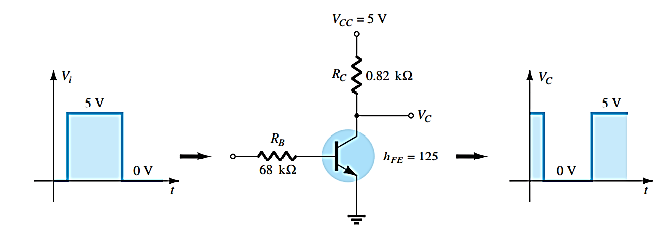 V_CC = 5 V
V_i
5 V
0 V
t
R_B
68 kΩ
R_C
0.82 kΩ
V_C
h_FE = 125
V_C
5 V
0 V
t